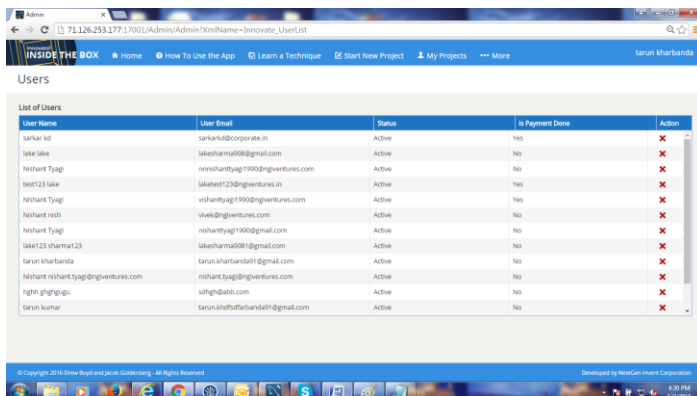 Admin
71.126.253.177:17001/Admin/Admin?XmlName=Innovate_UserList
Innovate!
INSIDE THE BOX Home How To Use the App Learn a Technique Start New Project My Projects ••• More tarun kharbanda
Users
List of Users
User Name User Email Status Is Payment Done Action
sarkar kd sarkarkd@corporate.in Active Yes
lake lake lakesharma908@gmail.com Active No
Nishant Tyagi nnnishanttyagi1990@ngiventures.com Active No
test123 lake laketest123@ngiventures.in Active Yes
Nishant Tyagi vishanttyagi1990@ngiventures.com Active Yes
Nishant nish vivek@ngiventures.com Active No
Nishant Tyagi nishanttyagi1990@gmail.com Active No
lake123 sharma123 lakesharma9081@gmail.com Active No
tarun kharbanda tarun.kharbanda91@gmail.com Active No
Nishant nishant.tyagi@ngiventures.com nishant.tyagi@ngiventures.com Active No
hghh ghghgugu sdhgh@abb.com Active No
tarun kumar tarun.khdfsdfarbanda91@gmail.com Active No
© Copyright 2016 Drew Boyd and Jacob Goldenberg - All Rights Reserved Developed by NextGen Invent Corporation
4:30 PM